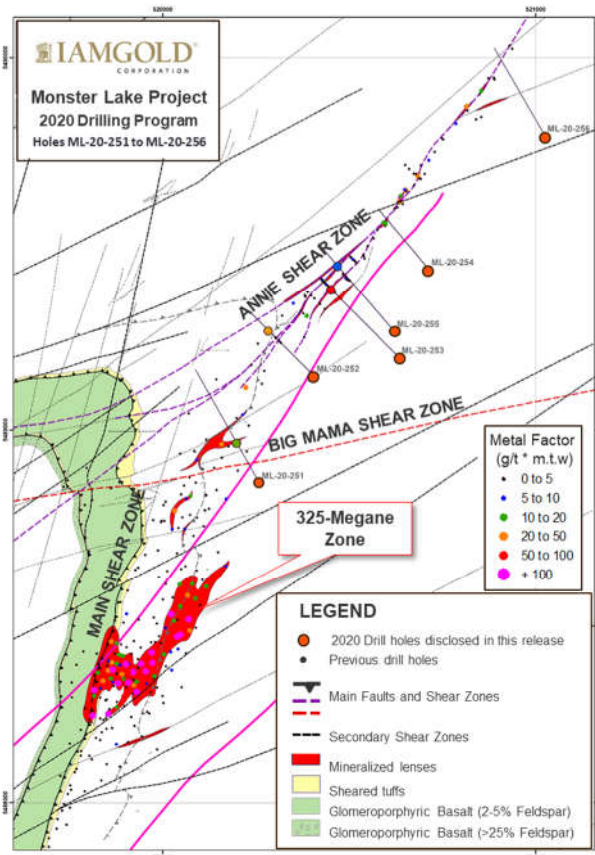 520000
521000
IAMGOLD®
CORPORATION
Monster Lake Project
2020 Drilling Program
Holes ML-20-251 to ML-20-256
ML-20-256
ANNIE SHEAR ZONE
ML-20-254
ML-20-255
ML-20-253
ML-20-252
BIG MAMA SHEAR ZONE
ML-20-251
MAIN SHEAR ZONE
325-Megane
Zone
Metal Factor
(g/t * m.t.w)
0 to 5
5 to 10
10 to 20
20 to 50
50 to 100
+ 100
LEGEND
2020 Drill holes disclosed in this release
Previous drill holes
Main Faults and Shear Zones
Secondary Shear Zones
Mineralized lenses
Sheared tuffs
Glomeroporphyric Basalt (2-5% Feldspar)
Glomeroporphyric Basalt (>25% Feldspar)